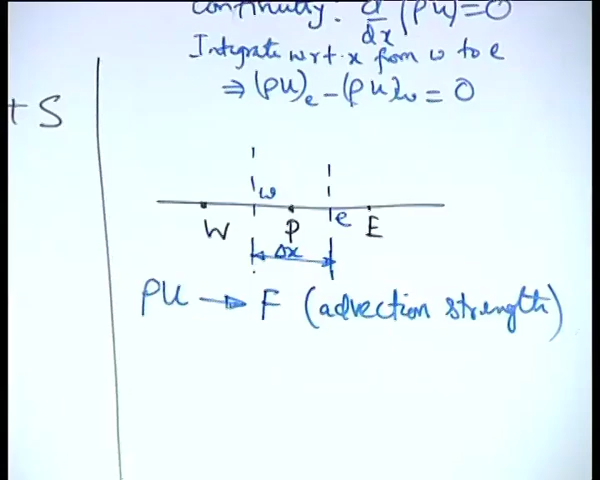 continuity. d/dx (ρu)=0
Integrate w r t. x from w to e
⇒ (ρu)e - (ρu)w = 0
+ S
w
W P e E
Δx
ρu → F (advection strength)